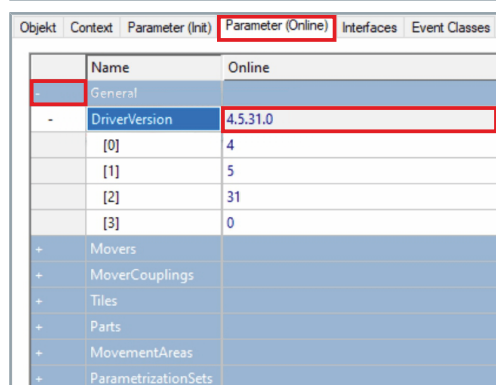 Objekt Context Parameter (Init) Parameter (Online) Interfaces Event Classes
Name Online
- General
- DriverVersion 4.5.31.0
[0] 4
[1] 5
[2] 31
[3] 0
+ Movers
+ MoverCouplings
+ Tiles
+ Parts
+ MovementAreas
+ ParametrizationSets